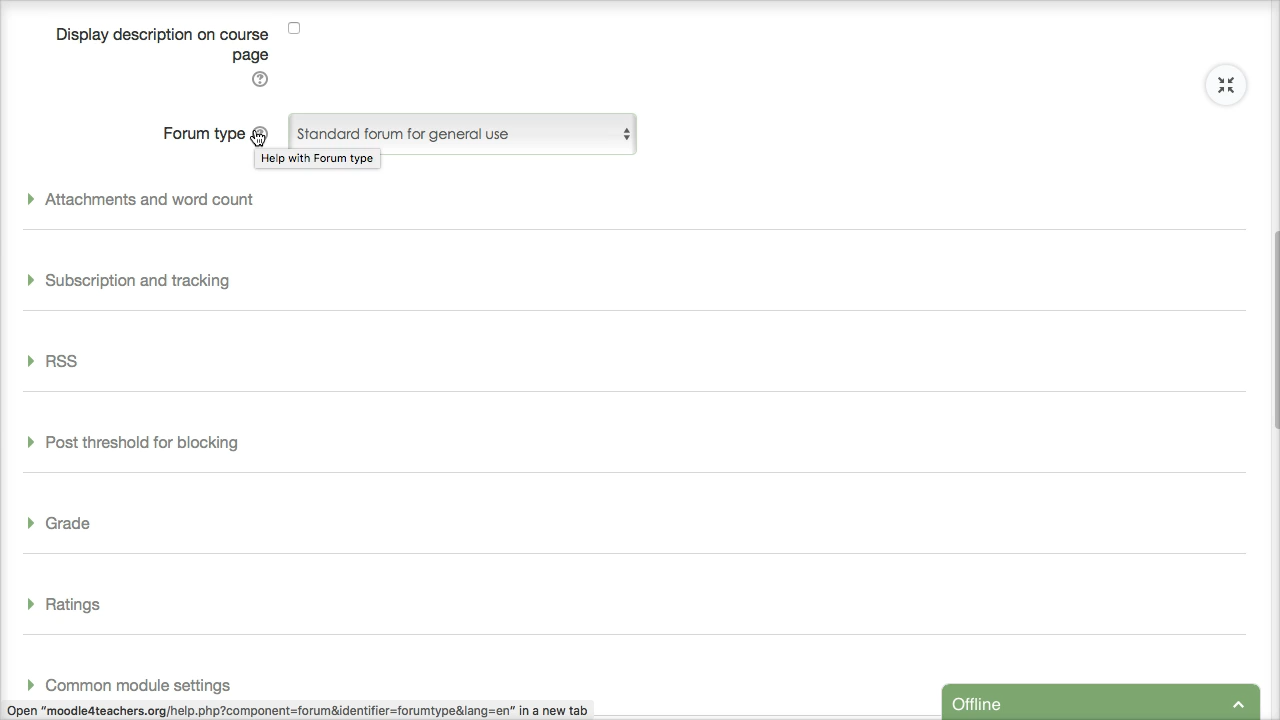 Display description on course
page
Forum type
Standard forum for general use
Help with Forum type
Attachments and word count
Subscription and tracking
RSS
Post threshold for blocking
Grade
Ratings
Common module settings
Open "moodle4teachers.org/help.php?component=forum&identifier=forumtype&lang=en" in a new tab
Offline